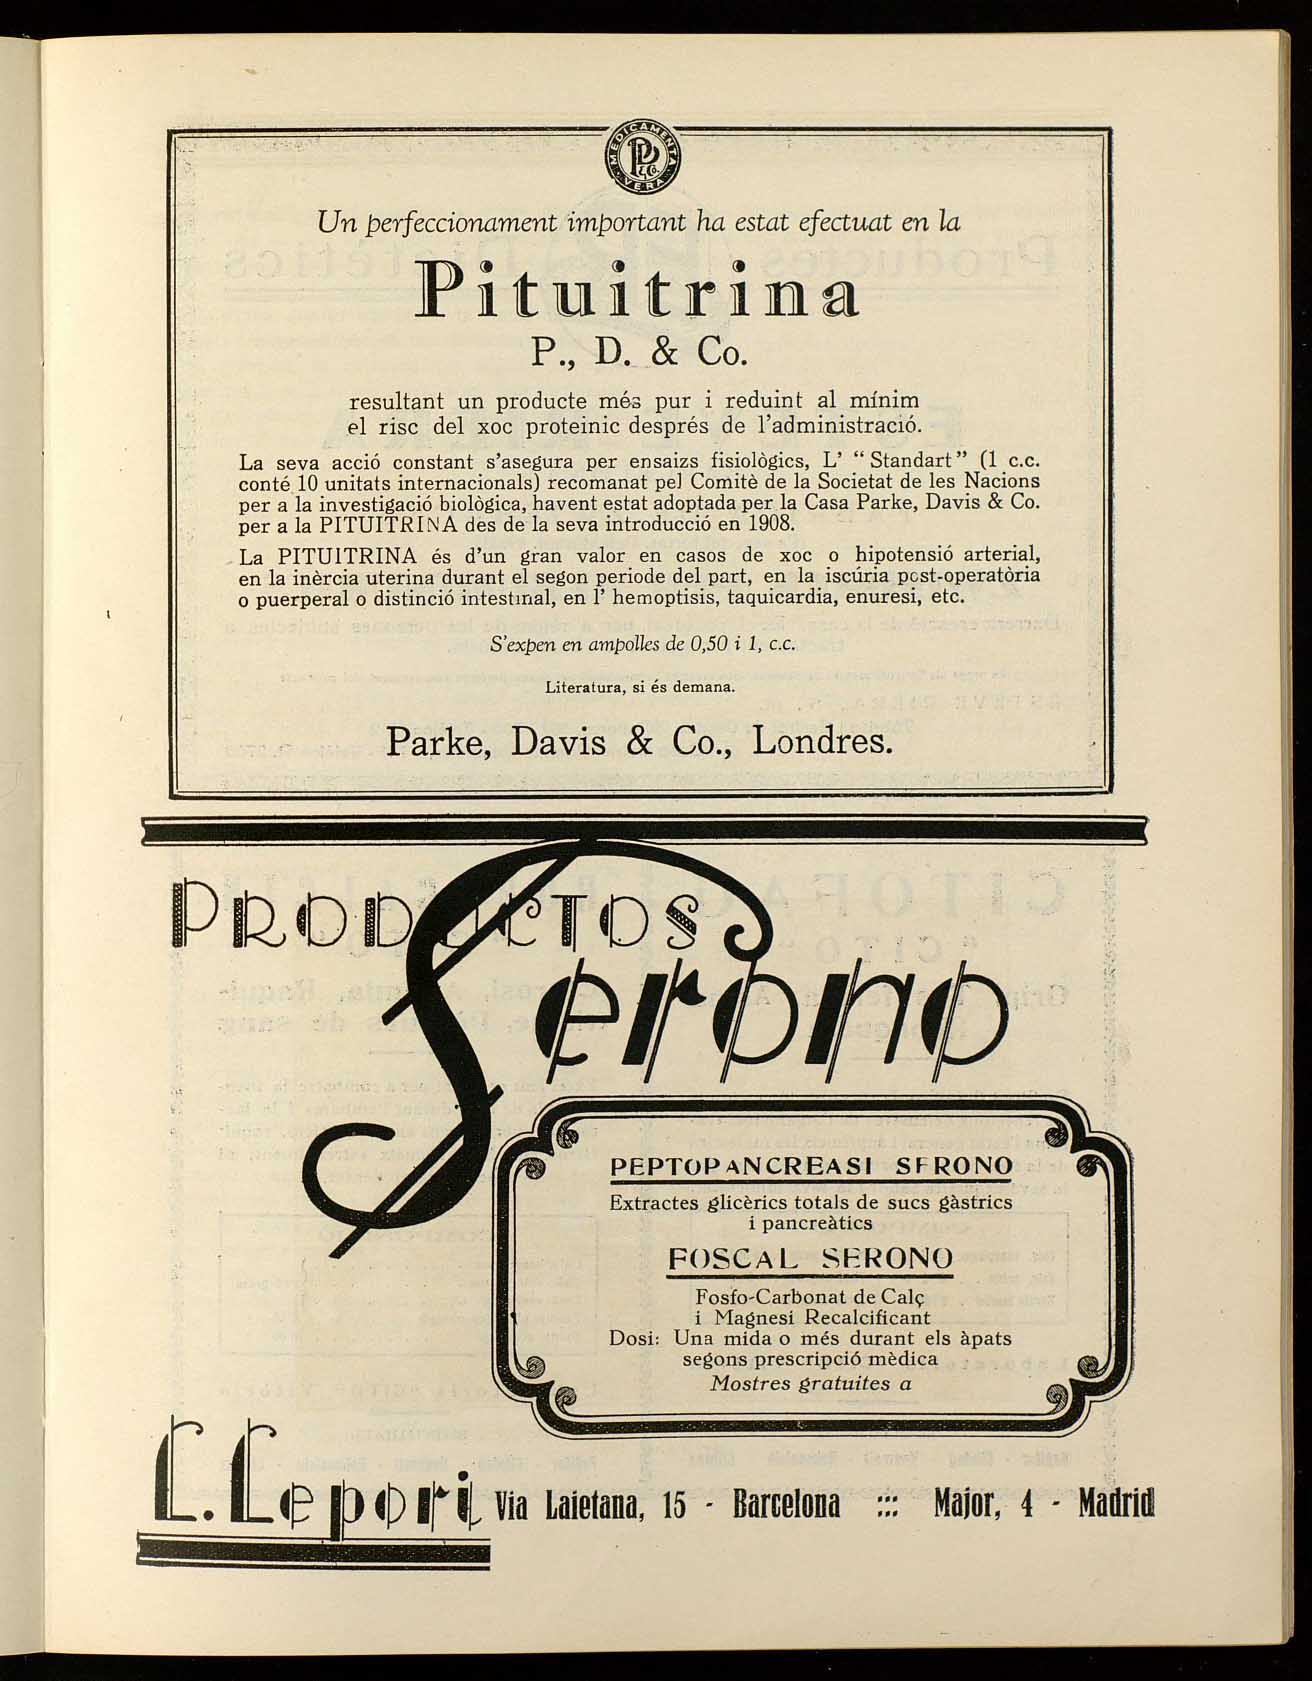 MEDICAMENTA VERA
P D & Co.
Un perfeccionament important ha estat efectuat en la
Pituitrina
P., D. & Co.
resultant un producte més pur i reduint al mínim
el risc del xoc proteinic després de l'administració.
La seva acció constant s'asegura per ensaizs fisiològics, L' “ Standart ” (1 c.c.
conté 10 unitats internacionals) recomanat pel Comitè de la Societat de les Nacions
per a la investigació biològica, havent estat adoptada per la Casa Parke, Davis & Co.
per a la PITUITRINA des de la seva introducció en 1908.
La PITUITRINA és d'un gran valor en casos de xoc o hipotensió arterial,
en la inèrcia uterina durant el segon periode del part, en la iscúria post-operatòria
o puerperal o distinció intestinal, en l' hemoptisis, taquicardia, enuresi, etc.
S'expen en ampolles de 0,50 i 1, c.c.
Literatura, si és demana.
Parke, Davis & Co., Londres.
PRODUCTOS
Serono
PEPTOPANCREASI SERONO
Extractes glicèrics totals de sucs gàstrics
i pancreàtics
FOSCAL SERONO
Fosfo-Carbonat de Calç
i Magnesi Recalcificant
Dosi: Una mida o més durant els àpats
segons prescripció mèdica
Mostres gratuites a
L. Lepori Via Laietana, 15 - Barcelona ::: Major, 4 - Madrid